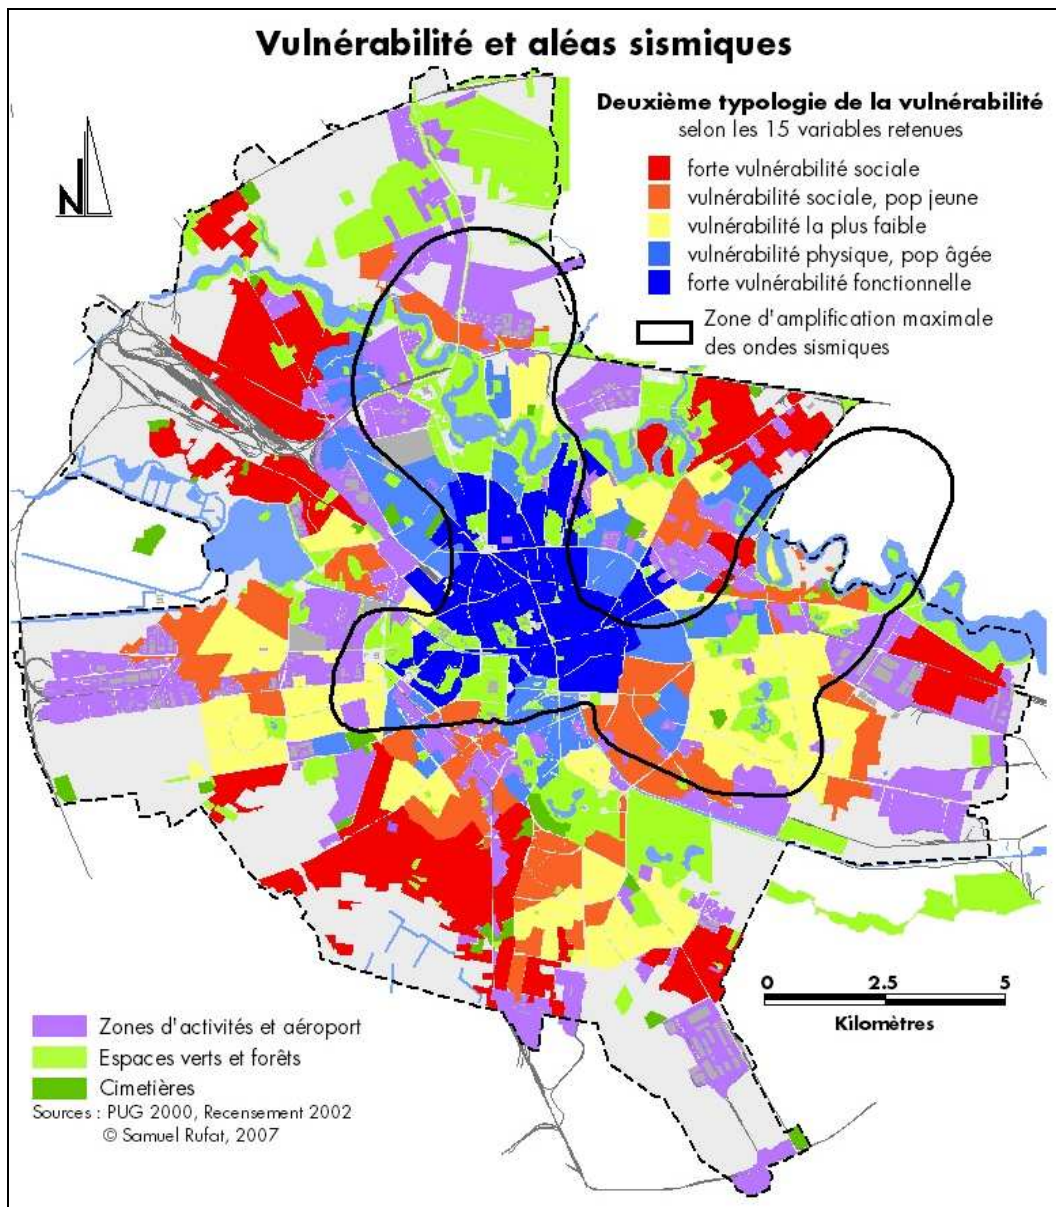 Vulnérabilité et aléas sismiques
Deuxième typologie de la vulnérabilité
selon les 15 variables retenues
forte vulnérabilité sociale
vulnérabilité sociale, pop jeune
vulnérabilité la plus faible
vulnérabilité physique, pop âgée
forte vulnérabilité fonctionnelle
Zone d'amplification maximale
des ondes sismiques
N
0 2.5 5
Kilomètres
Zones d'activités et aéroport
Espaces verts et forêts
Cimetières
Sources : PUG 2000, Recensement 2002
© Samuel Rufat, 2007